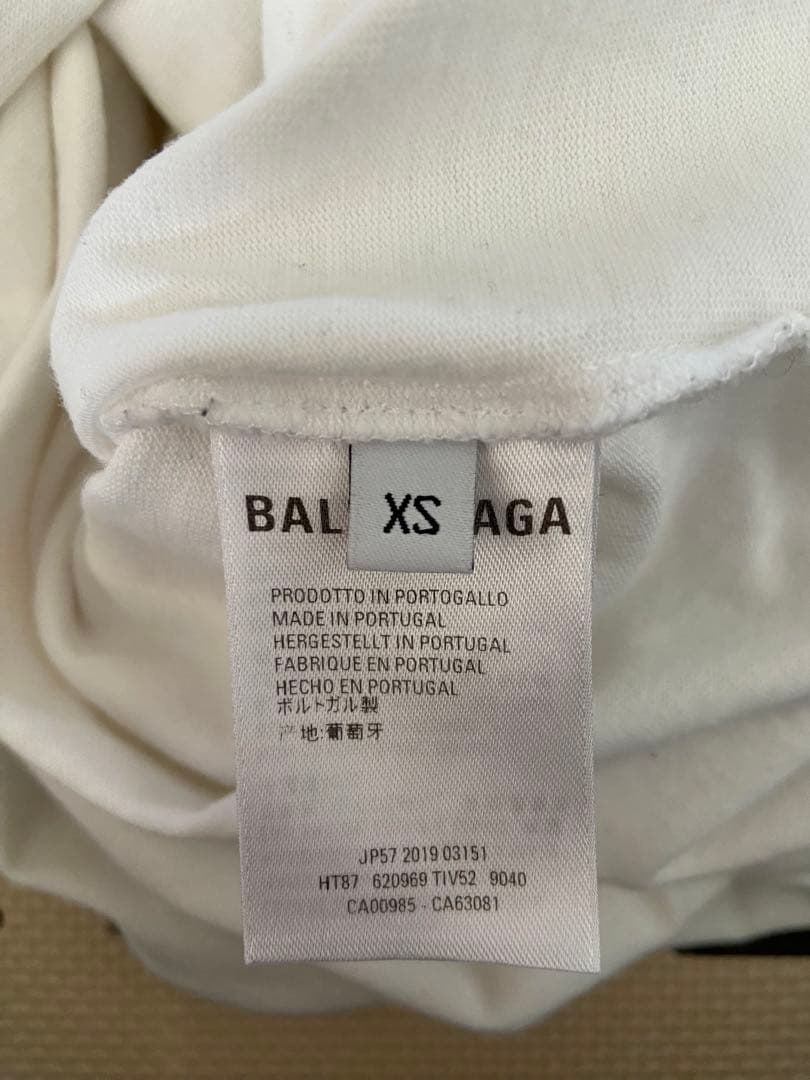 BAL XS AGA
PRODOTTO IN PORTOGALLO
MADE IN PORTUGAL
HERGESTELLT IN PORTUGAL
FABRIQUE EN PORTUGAL
HECHO EN PORTUGAL
ポルトガル製
产地:葡萄牙
JP57 2019 03151
HT87 620969 TIV52 9040
CA00985 - CA63081